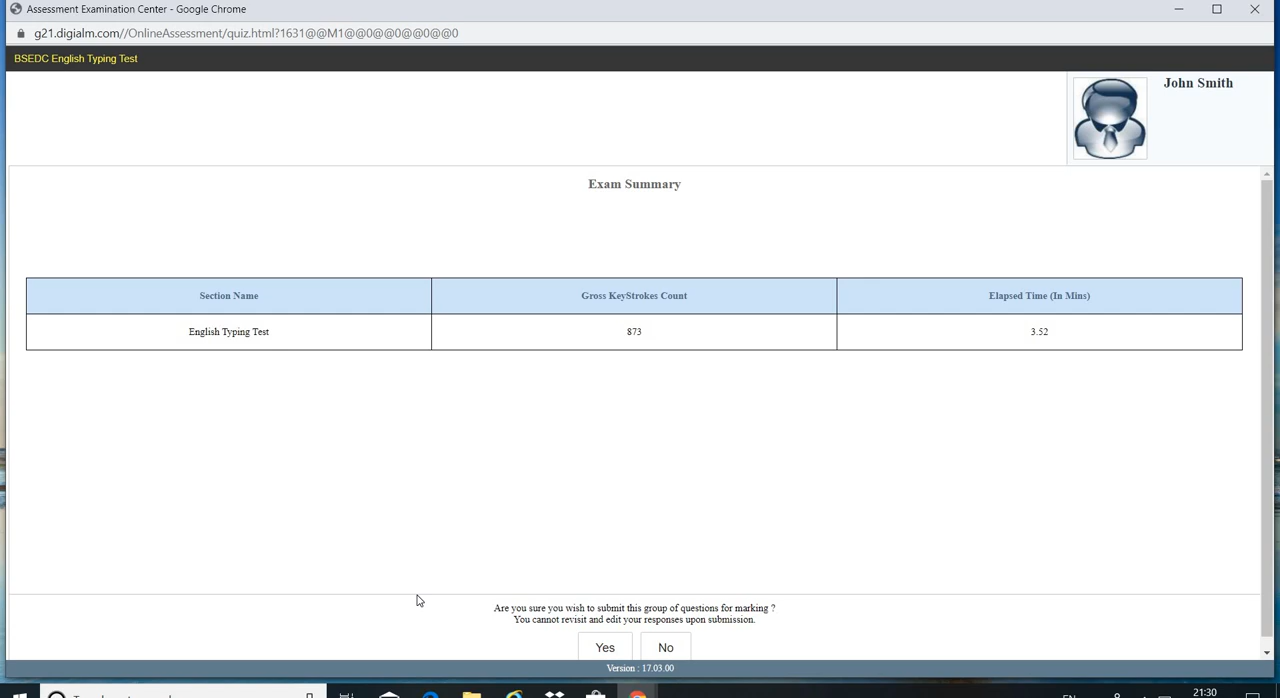 Assessment Examination Center - Google Chrome
g21.digialm.com//OnlineAssessment/quiz.html?1631@@M1@@0@@0@@0@@0
BSEDC English Typing Test
John Smith
Exam Summary
Section Name Gross KeyStrokes Count Elapsed Time (In Mins)
English Typing Test 873 3.52
Are you sure you wish to submit this group of questions for marking ?
You cannot revisit and edit your responses upon submission.
Yes No
Version : 17.03.00
21:30